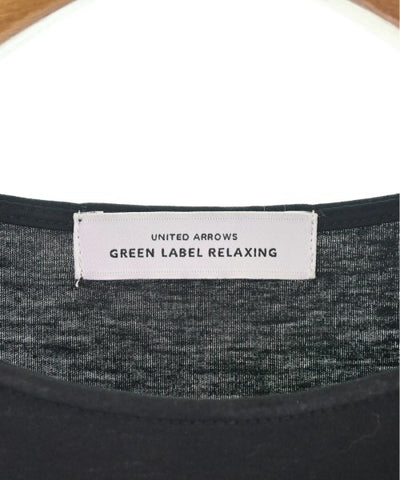 UNITED ARROWS
GREEN LABEL RELAXING